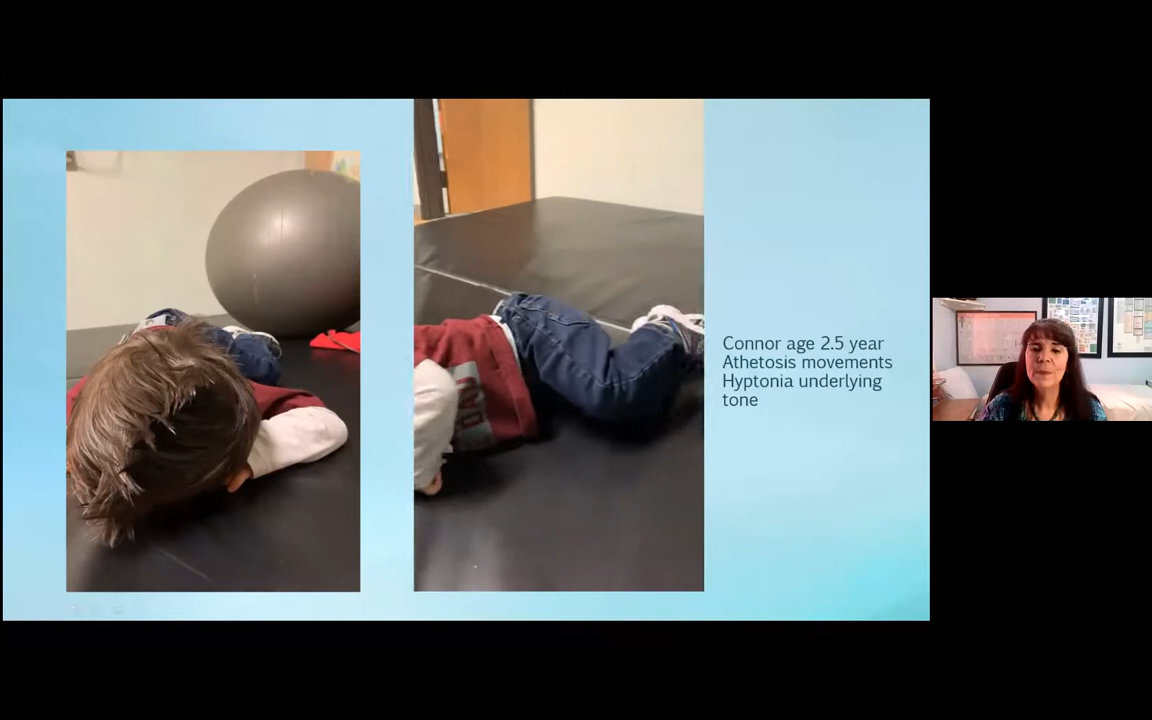 Connor age 2.5 year
Athetosis movements
Hyptonia underlying
tone